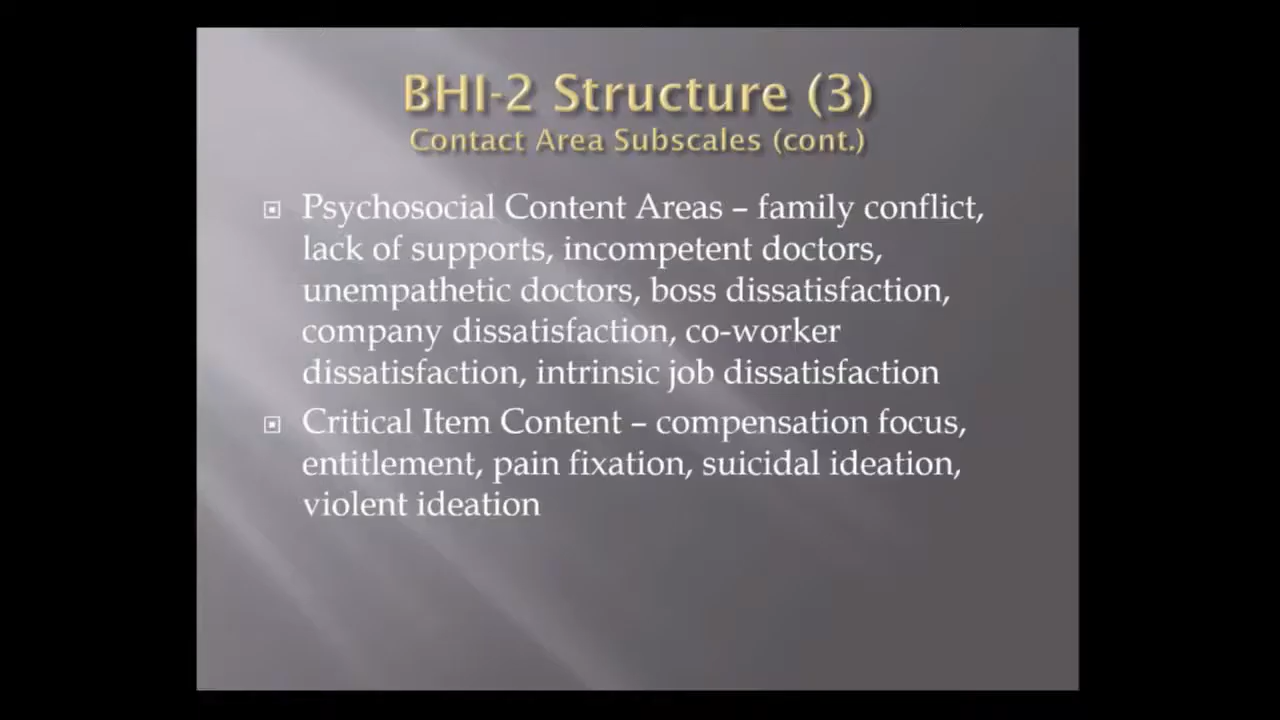 BHI-2 Structure (3)
Contact Area Subscales (cont.)
Psychosocial Content Areas – family conflict,
lack of supports, incompetent doctors,
unempathetic doctors, boss dissatisfaction,
company dissatisfaction, co-worker
dissatisfaction, intrinsic job dissatisfaction
Critical Item Content – compensation focus,
entitlement, pain fixation, suicidal ideation,
violent ideation